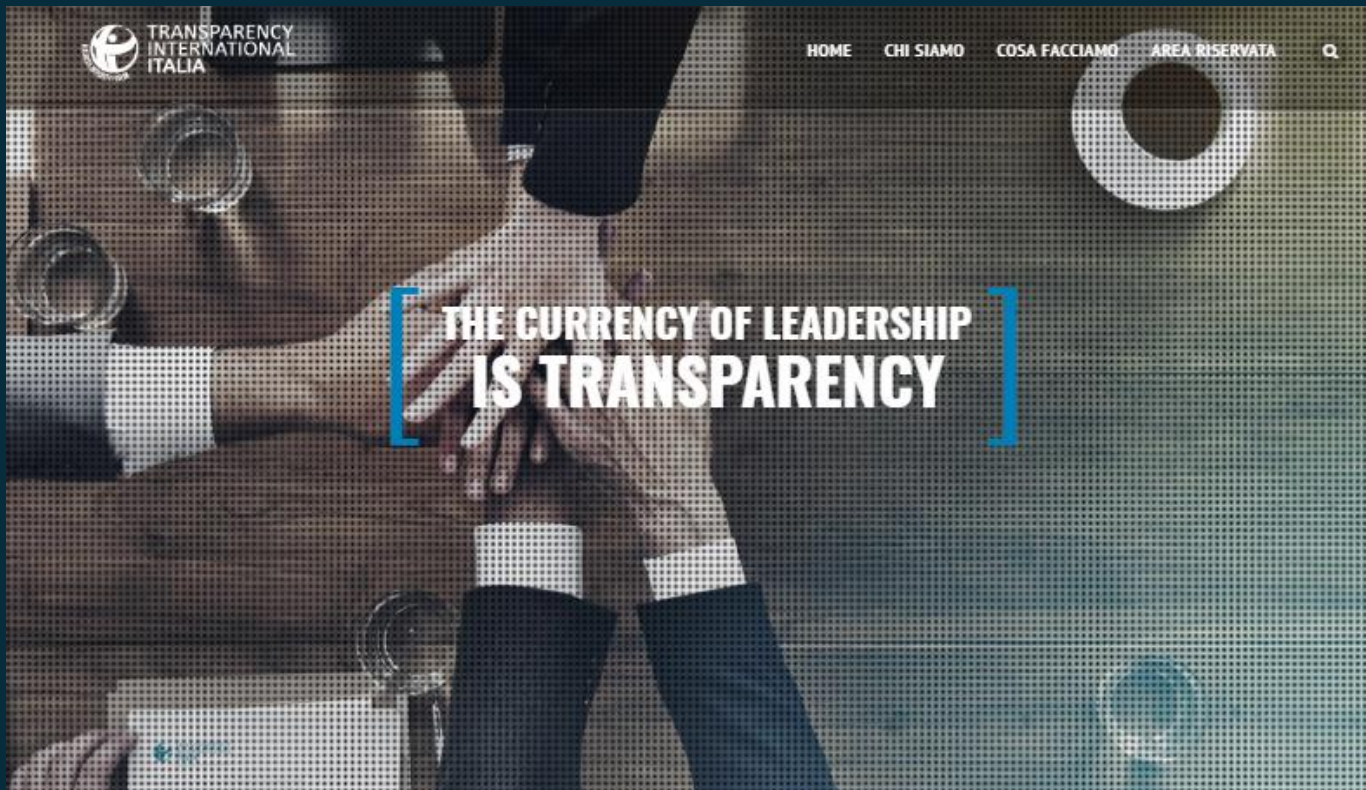 TRANSPARENCY
INTERNATIONAL
ITALIA
HOME CHI SIAMO COSA FACCIAMO AREA RISERVATA
THE CURRENCY OF LEADERSHIP
IS TRANSPARENCY